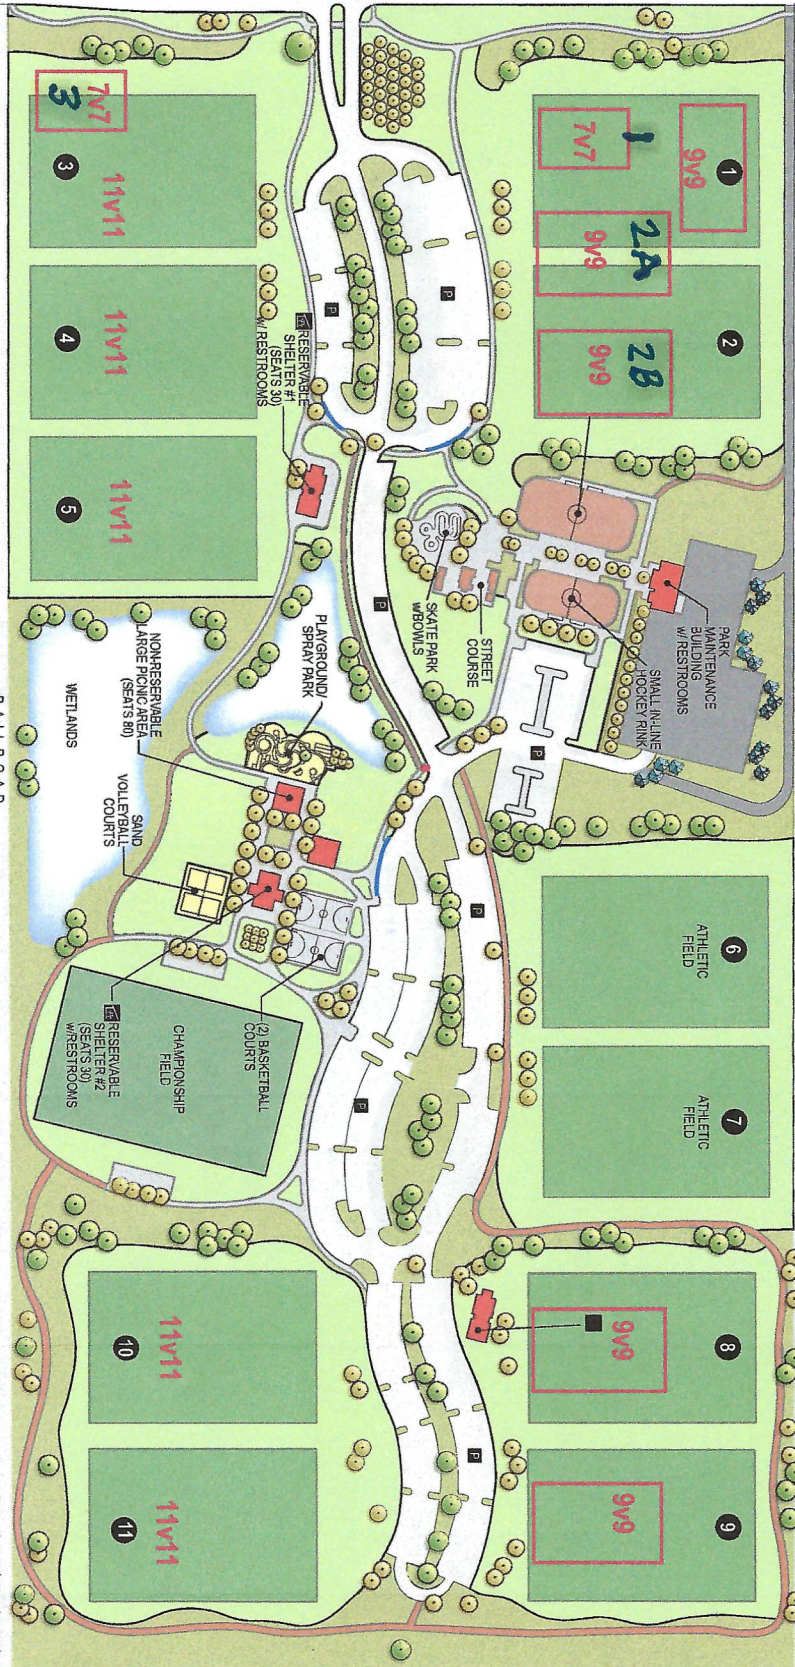 7v7
3
3
11v11
4
11v11
5
11v11
1
9v9
1
7v7
2A
9v9
2
2B
9v9
P
P
RESERVABLE
SHELTER #1
(SEATS 30)
w/ RESTROOMS
P
SKATE PARK
w/BOWLS
STREET
COURSE
PARK
MAINTENANCE
BUILDING
w/ RESTROOMS
SMALL IN-LINE
HOCKEY RINK
P
PLAYGROUND/
SPRAY PARK
NON-RESERVABLE
LARGE PICNIC AREA
(SEATS 80)
WETLANDS
SAND
VOLLEYBALL
COURTS
RESERVABLE
SHELTER #2
(SEATS 30)
w/RESTROOMS
CHAMPIONSHIP
FIELD
(2) BASKETBALL
COURTS
P
P
6
ATHLETIC
FIELD
7
ATHLETIC
FIELD
8
9v9
9
9v9
P
10
11v11
11
11v11